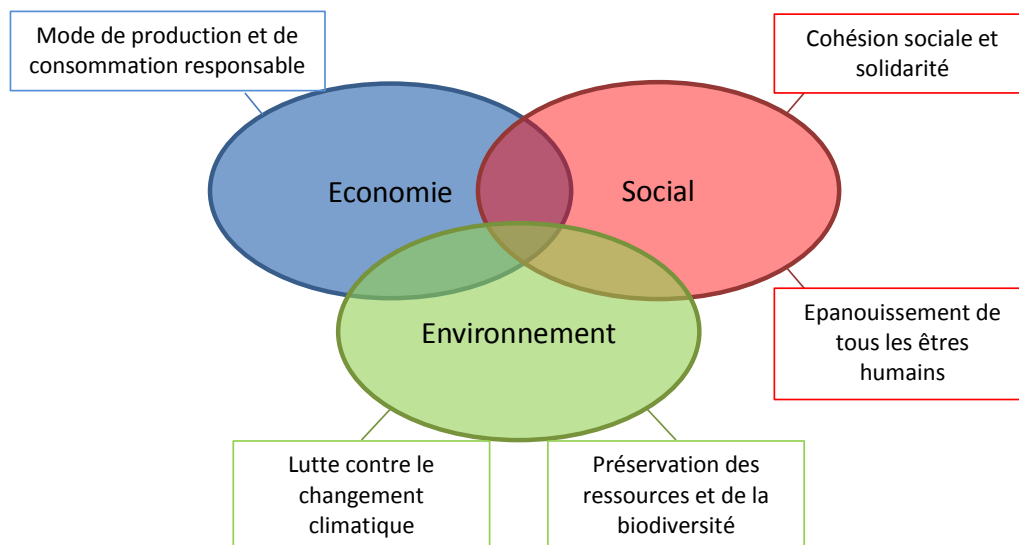 Mode de production et de
consommation responsable
Cohésion sociale et
solidarité
Economie
Social
Environnement
Epanouissement de
tous les êtres
humains
Lutte contre le
changement
climatique
Préservation des
ressources et de la
biodiversité